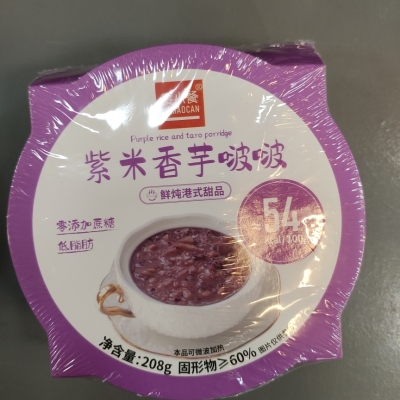 Purple rice and taro porridge
紫米香芋啵啵
鲜炖港式甜品
零添加蔗糖
低脂肪
54
本品可微波加热
净含量:208g 固形物≥60%